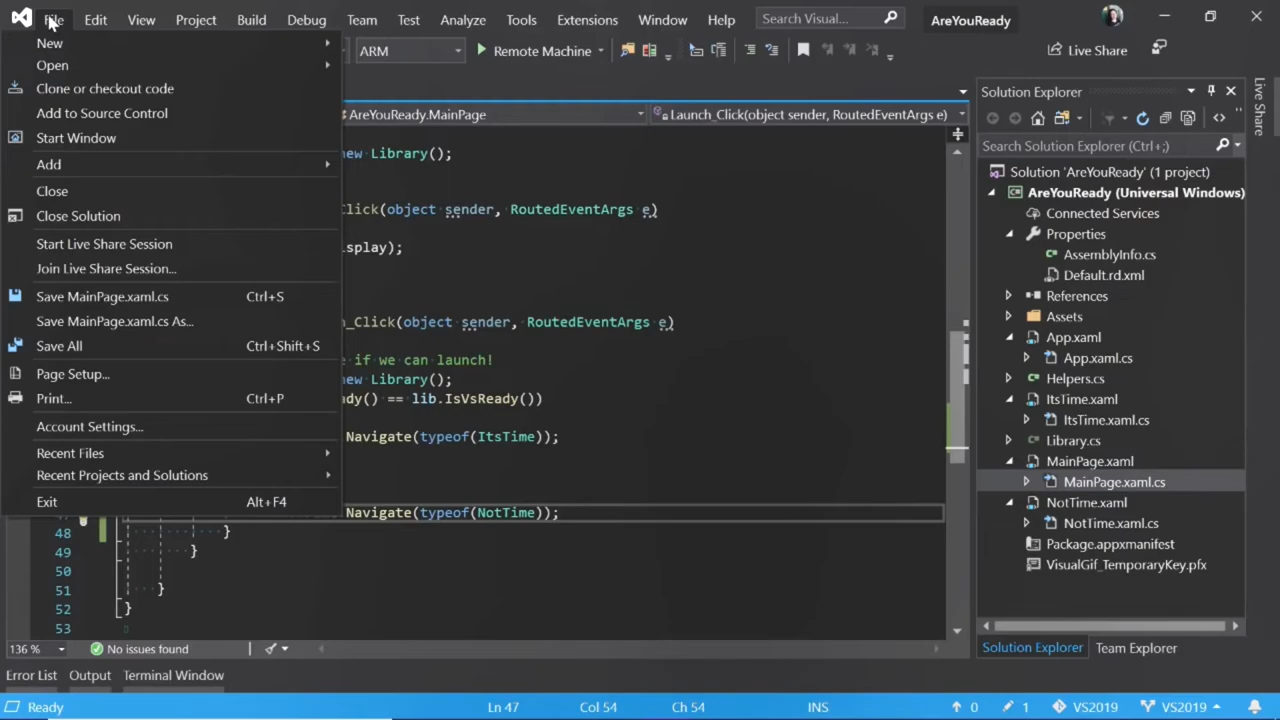 File Edit View Project Build Debug Team Test Analyze Tools Extensions Window Help Search Visual... AreYouReady
ARM Remote Machine Live Share
New
Open
Clone or checkout code
Add to Source Control
Start Window
Add
Close
Close Solution
Start Live Share Session
Join Live Share Session...
Save MainPage.xaml.cs Ctrl+S
Save MainPage.xaml.cs As...
Save All Ctrl+Shift+S
Page Setup...
Print... Ctrl+P
Account Settings...
Recent Files
Recent Projects and Solutions
Exit Alt+F4
AreYouReady.MainPage Launch_Click(object sender, RoutedEventArgs e)
new Library();
Click(object sender, RoutedEventArgs e)
isplay);
_Click(object sender, RoutedEventArgs e)
e if we can launch!
new Library();
dy() == lib.IsVsReady())
Navigate(typeof(ItsTime));
Navigate(typeof(NotTime));
48 }
49 }
50
51 }
52 }
53
136 % No issues found
Error List Output Terminal Window
Solution Explorer
Search Solution Explorer (Ctrl+;)
Solution 'AreYouReady' (1 project)
AreYouReady (Universal Windows)
Connected Services
Properties
AssemblyInfo.cs
Default.rd.xml
References
Assets
App.xaml
App.xaml.cs
Helpers.cs
ItsTime.xaml
ItsTime.xaml.cs
Library.cs
MainPage.xaml
MainPage.xaml.cs
NotTime.xaml
NotTime.xaml.cs
Package.appxmanifest
VisualGif_TemporaryKey.pfx
Solution Explorer Team Explorer
Live Share
Ready Ln 47 Col 54 Ch 54 INS 0 1 VS2019 VS2019